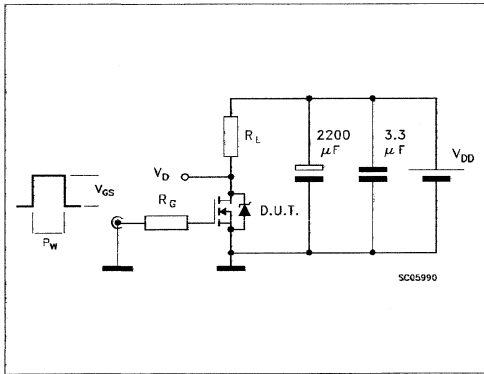 R_L
2200 μF
3.3 μF
V_DD
V_D
V_GS
R_G
D.U.T.
P_W
SC05990